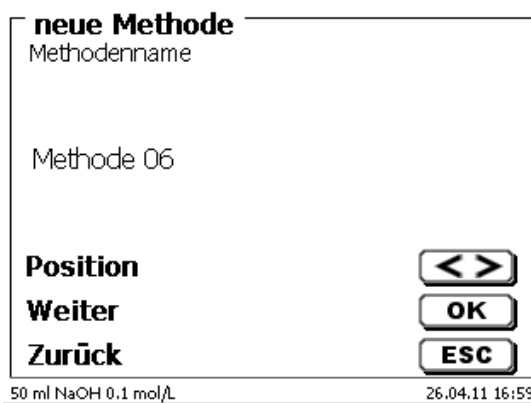 neue Methode
Methodenname
Methode 06
Position < >
Weiter OK
Zurück ESC
50 ml NaOH 0.1 mol/L 26.04.11 16:59